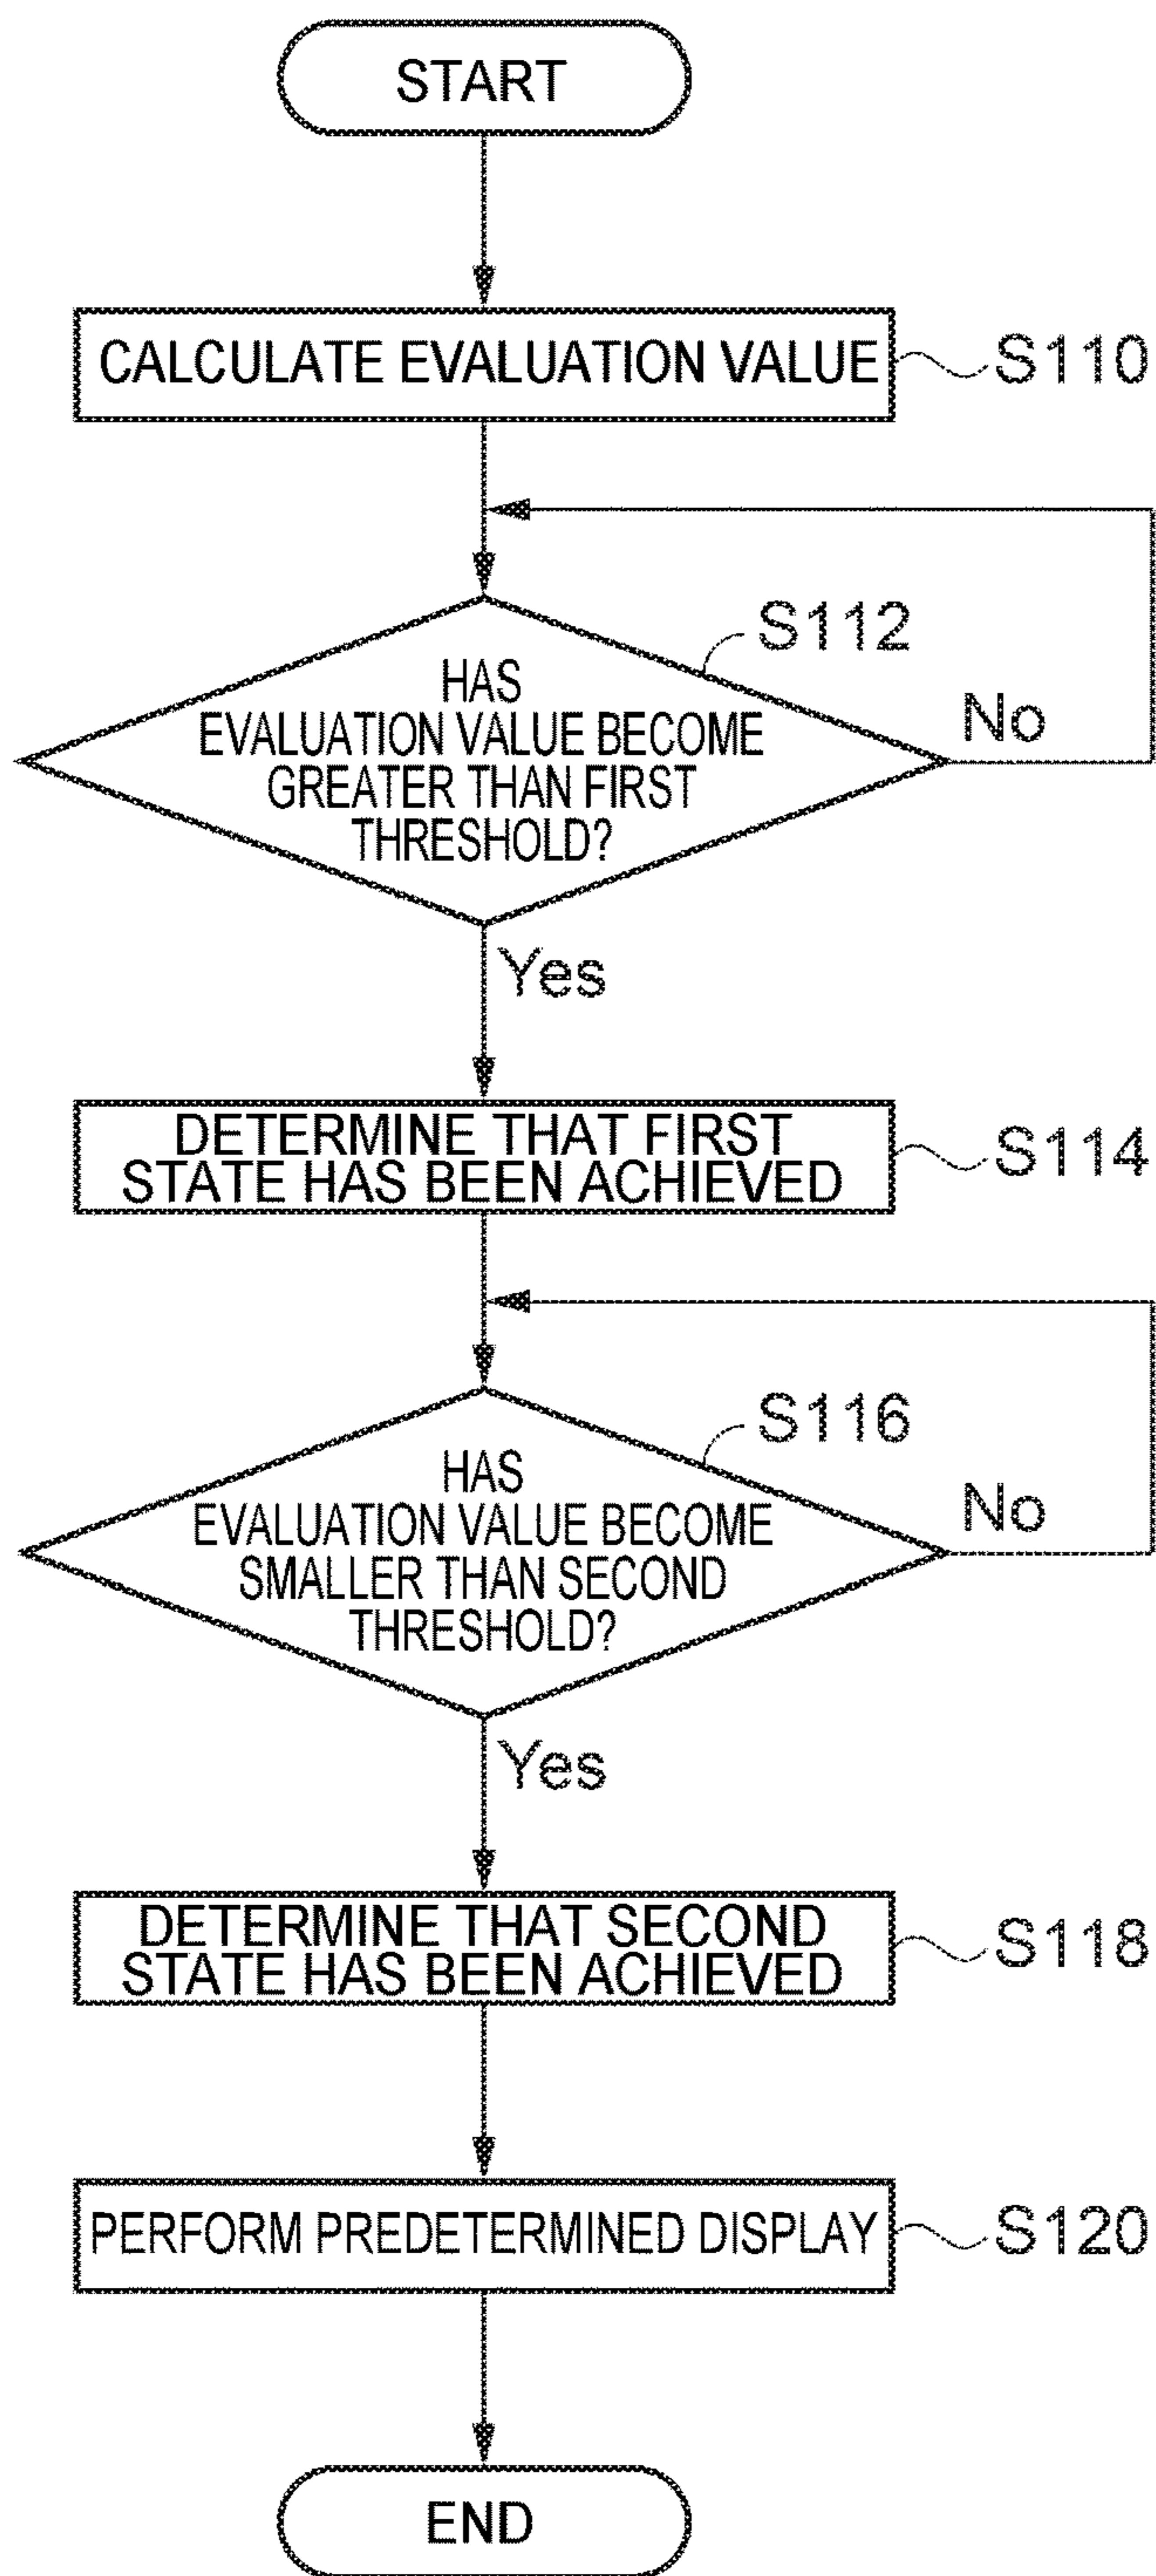 START
CALCULATE EVALUATION VALUE
S110
S112
HAS
EVALUATION VALUE BECOME
GREATER THAN FIRST
THRESHOLD?
No
Yes
DETERMINE THAT FIRST
STATE HAS BEEN ACHIEVED
S114
S116
HAS
EVALUATION VALUE BECOME
SMALLER THAN SECOND
THRESHOLD?
No
Yes
DETERMINE THAT SECOND
STATE HAS BEEN ACHIEVED
S118
PERFORM PREDETERMINED DISPLAY
S120
END